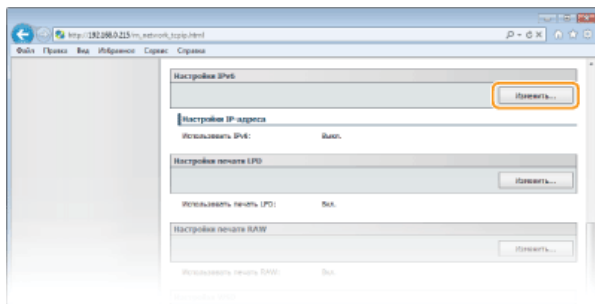 http://192.168.0.215/m_network_tcpip.html
Файл Правка Вид Избранное Сервис Справка
Настройки IPv6
Изменить...
Настройки IP-адреса
Использовать IPv6: Выкл.
Настройки печати LPD
Изменить...
Использовать печать LPD: Вкл.
Настройки печати RAW
Изменить...
Использовать печать RAW: Вкл.